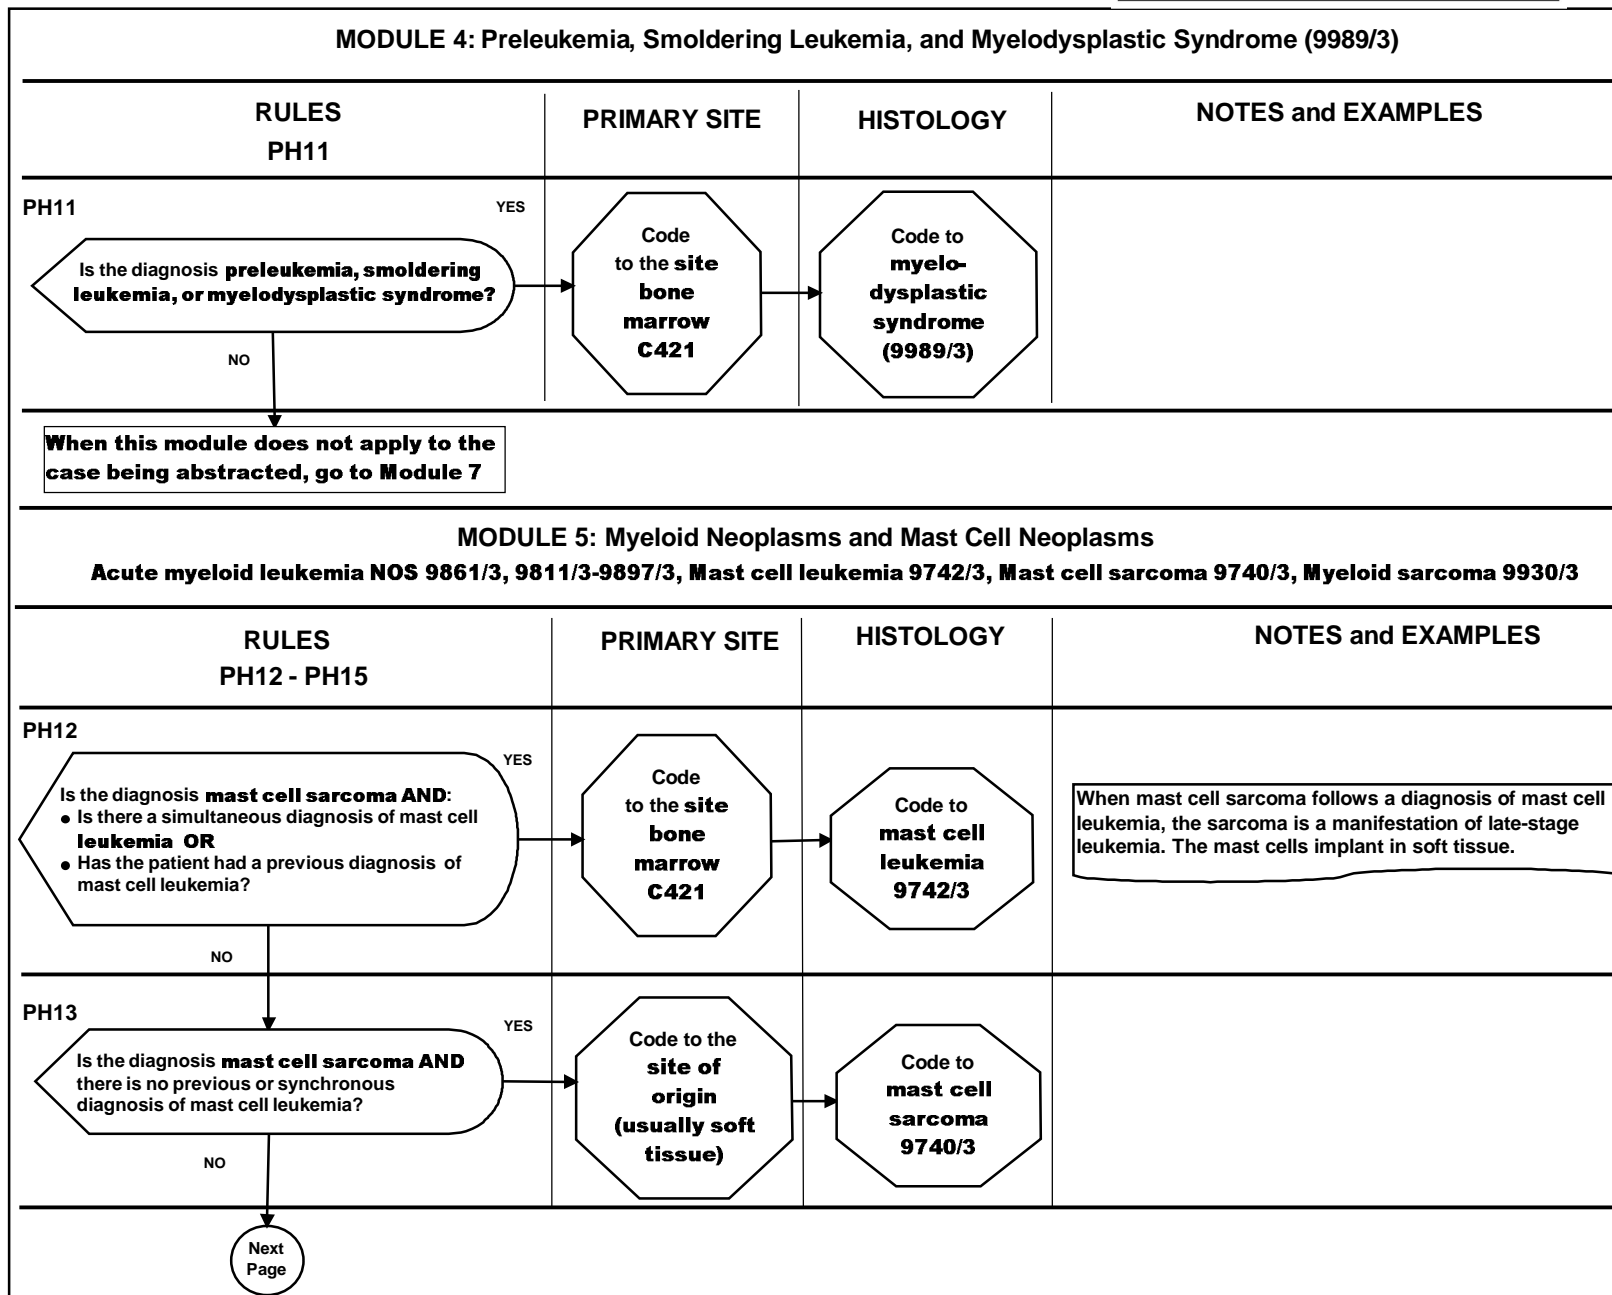 MODULE 4: Preleukemia, Smoldering Leukemia, and Myelodysplastic Syndrome (9989/3)
RULES
PH11
PRIMARY SITE
HISTOLOGY
NOTES and EXAMPLES
PH11
YES
Is the diagnosis preleukemia, smoldering
leukemia, or myelodysplastic syndrome?
NO
Code
to the site
bone
marrow
C421
Code to
myelo-
dysplastic
syndrome
(9989/3)
When this module does not apply to the
case being abstracted, go to Module 7
MODULE 5: Myeloid Neoplasms and Mast Cell Neoplasms
Acute myeloid leukemia NOS 9861/3, 9811/3-9897/3, Mast cell leukemia 9742/3, Mast cell sarcoma 9740/3, Myeloid sarcoma 9930/3
RULES
PH12 - PH15
PRIMARY SITE
HISTOLOGY
NOTES and EXAMPLES
PH12
YES
Is the diagnosis mast cell sarcoma AND:
● Is there a simultaneous diagnosis of mast cell
leukemia OR
● Has the patient had a previous diagnosis of
mast cell leukemia?
NO
Code
to the site
bone
marrow
C421
Code to
mast cell
leukemia
9742/3
When mast cell sarcoma follows a diagnosis of mast cell
leukemia, the sarcoma is a manifestation of late-stage
leukemia. The mast cells implant in soft tissue.
PH13
YES
Is the diagnosis mast cell sarcoma AND
there is no previous or synchronous
diagnosis of mast cell leukemia?
NO
Code to the
site of
origin
(usually soft
tissue)
Code to
mast cell
sarcoma
9740/3
Next
Page